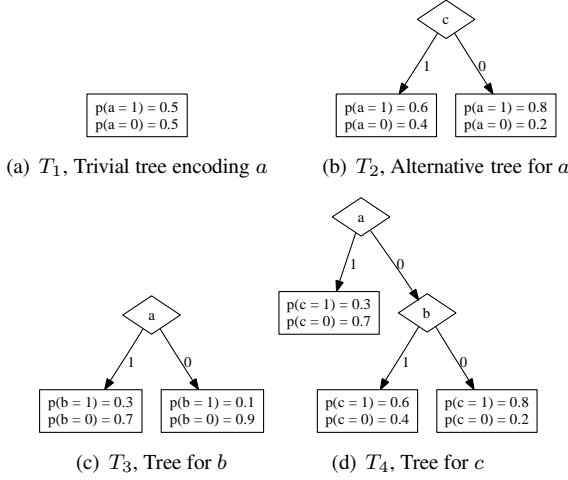 c
1
0
p(a = 1) = 0.5
p(a = 0) = 0.5
p(a = 1) = 0.6
p(a = 0) = 0.4
p(a = 1) = 0.8
p(a = 0) = 0.2
(a) T₁, Trivial tree encoding a
(b) T₂, Alternative tree for a
a
1
0
p(b = 1) = 0.3
p(b = 0) = 0.7
p(b = 1) = 0.1
p(b = 0) = 0.9
(c) T₃, Tree for b
a
1
0
p(c = 1) = 0.3
p(c = 0) = 0.7
b
1
0
p(c = 1) = 0.6
p(c = 0) = 0.4
p(c = 1) = 0.8
p(c = 0) = 0.2
(d) T₄, Tree for c